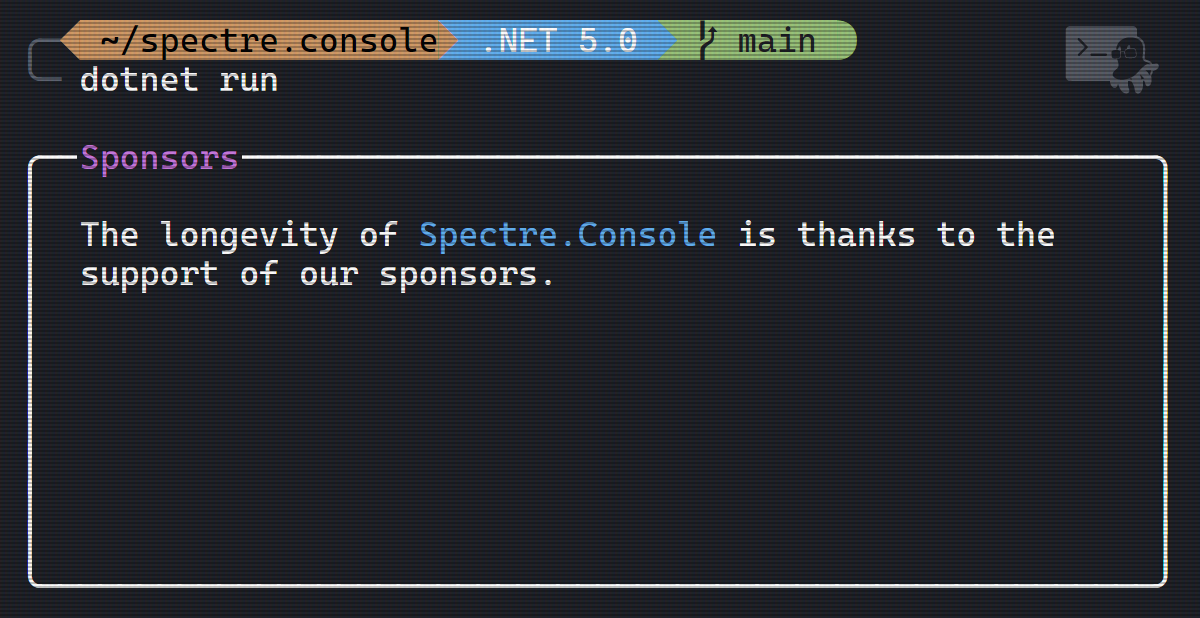 ~/spectre.console .NET 5.0 main
dotnet run
Sponsors
The longevity of Spectre.Console is thanks to the
support of our sponsors.